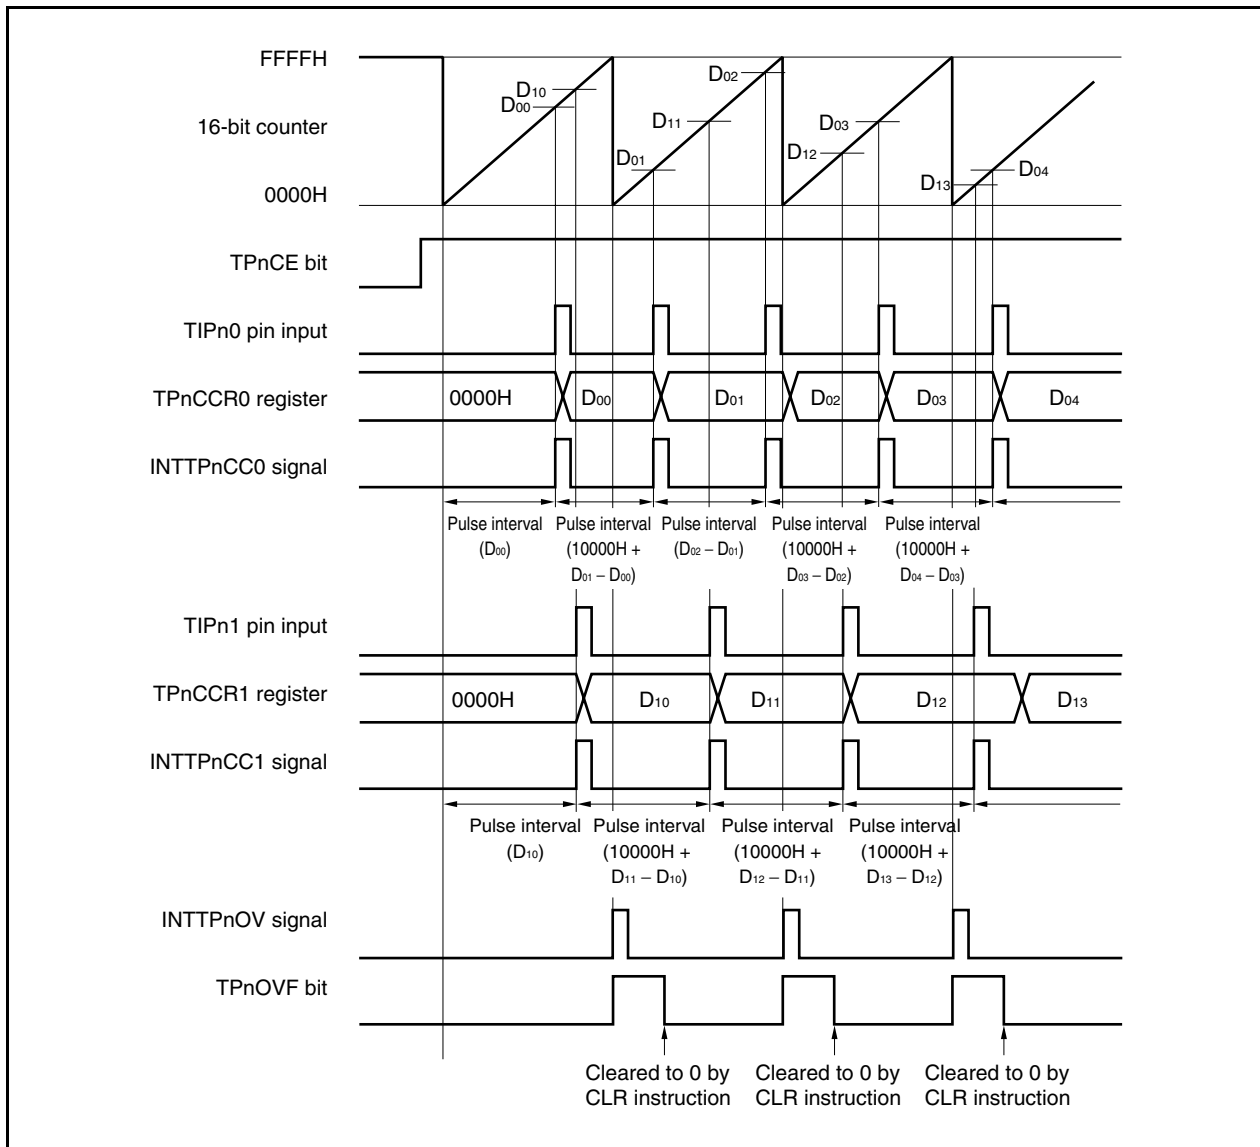 FFFFH
D10
D00
D02
16-bit counter
D11
D03
D01
D12
D13
D04
0000H
TPnCE bit
TIPn0 pin input
TPnCCR0 register
0000H
D00
D01
D02
D03
D04
INTTPnCC0 signal
Pulse interval
(D00)
Pulse interval
(10000H +
D01 – D00)
Pulse interval
(D02 – D01)
Pulse interval
(10000H +
D03 – D02)
Pulse interval
(10000H +
D04 – D03)
TIPn1 pin input
TPnCCR1 register
0000H
D10
D11
D12
D13
INTTPnCC1 signal
Pulse interval
(D10)
Pulse interval
(10000H +
D11 – D10)
Pulse interval
(10000H +
D12 – D11)
Pulse interval
(10000H +
D13 – D12)
INTTPnOV signal
TPnOVF bit
Cleared to 0 by
CLR instruction
Cleared to 0 by
CLR instruction
Cleared to 0 by
CLR instruction